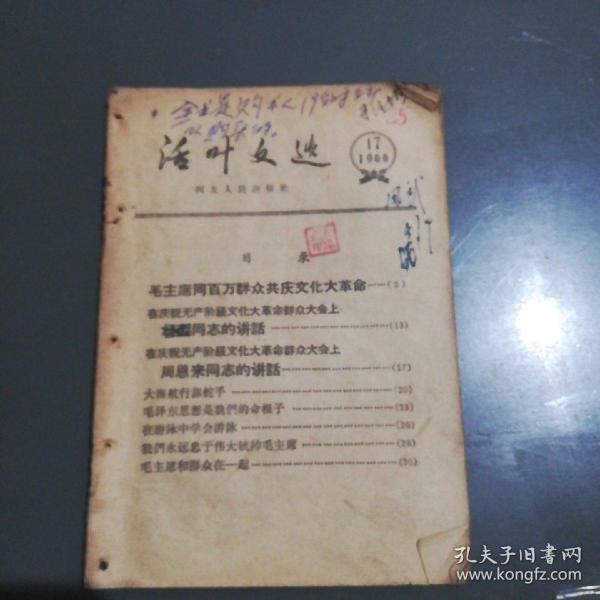 活叶文选
17
1966
河北人民出版社
目 录
毛主席同百万群众共庆文化大革命……(2)
在庆祝无产阶级文化大革命群众大会上
同志的讲話……(13)
在庆祝无产阶级文化大革命群众大会上
周恩来同志的讲話……(17)
大海航行靠舵手……(20)
毛泽东思想是我們的命根子……(23)
在游泳中学会游泳……(26)
我們永远忠于伟大統帅毛主席……(28)
毛主席和群众在一起……(30)
25
孔夫子旧书网
www.kongfz.com